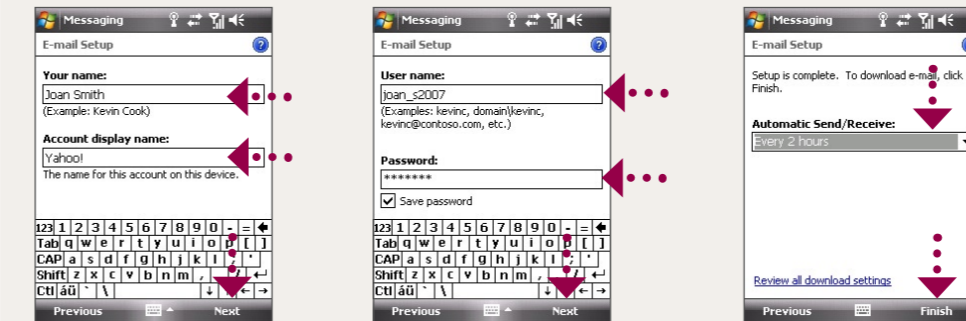 Messaging
E-mail Setup
Your name:
Joan Smith
(Example: Kevin Cook)
Account display name:
Yahoo!
The name for this account on this device.
123 1 2 3 4 5 6 7 8 9 0 - =
Tab q w e r t y u i o p [ ]
CAP a s d f g h j k l ; '
Shift z x c v b n m , . /
Ctl áü ` \
Previous Next
Messaging
E-mail Setup
User name:
joan_s2007
(Examples: kevinc, domain\kevinc,
kevinc@contoso.com, etc.)
Password:
*******
Save password
123 1 2 3 4 5 6 7 8 9 0 - =
Tab q w e r t y u i o p [ ]
CAP a s d f g h j k l ; '
Shift z x c v b n m , . /
Ctl áü ` \
Previous Next
Messaging
E-mail Setup
Setup is complete. To download e-mail, click
Finish.
Automatic Send/Receive:
Every 2 hours
Review all download settings
Previous Finish